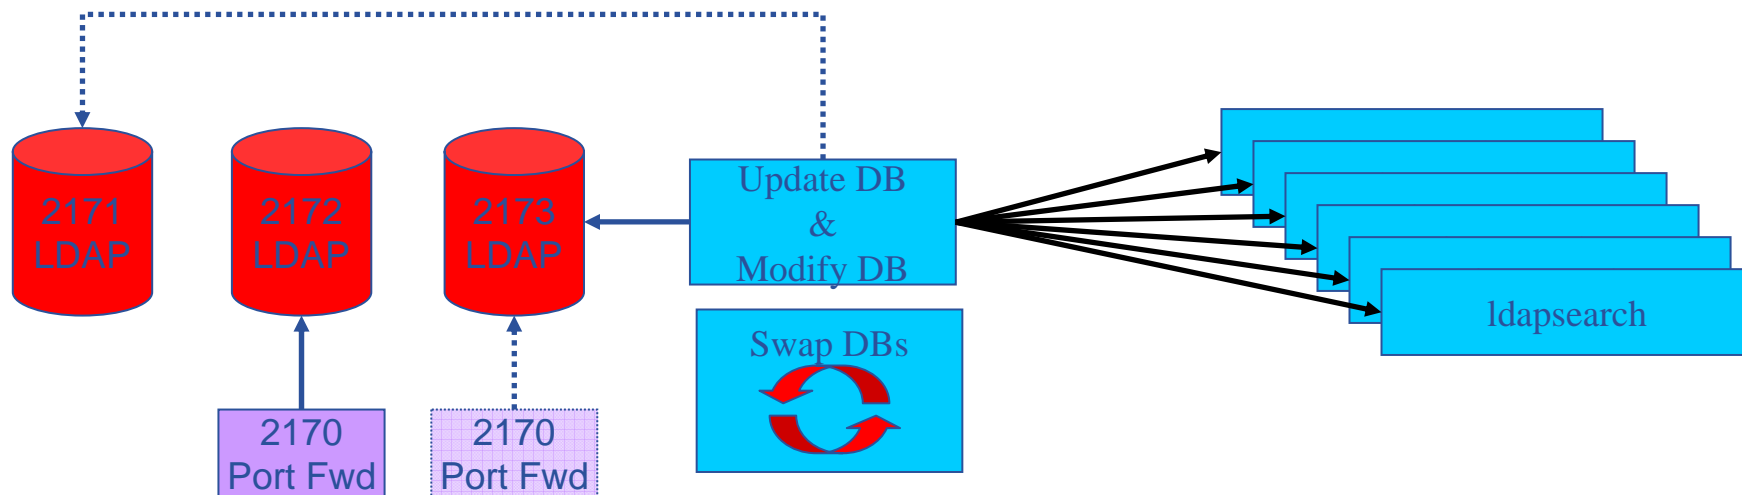 2171
LDAP
2172
LDAP
2173
LDAP
Update DB
&
Modify DB
ldapsearch
Swap DBs
2170
Port Fwd
2170
Port Fwd